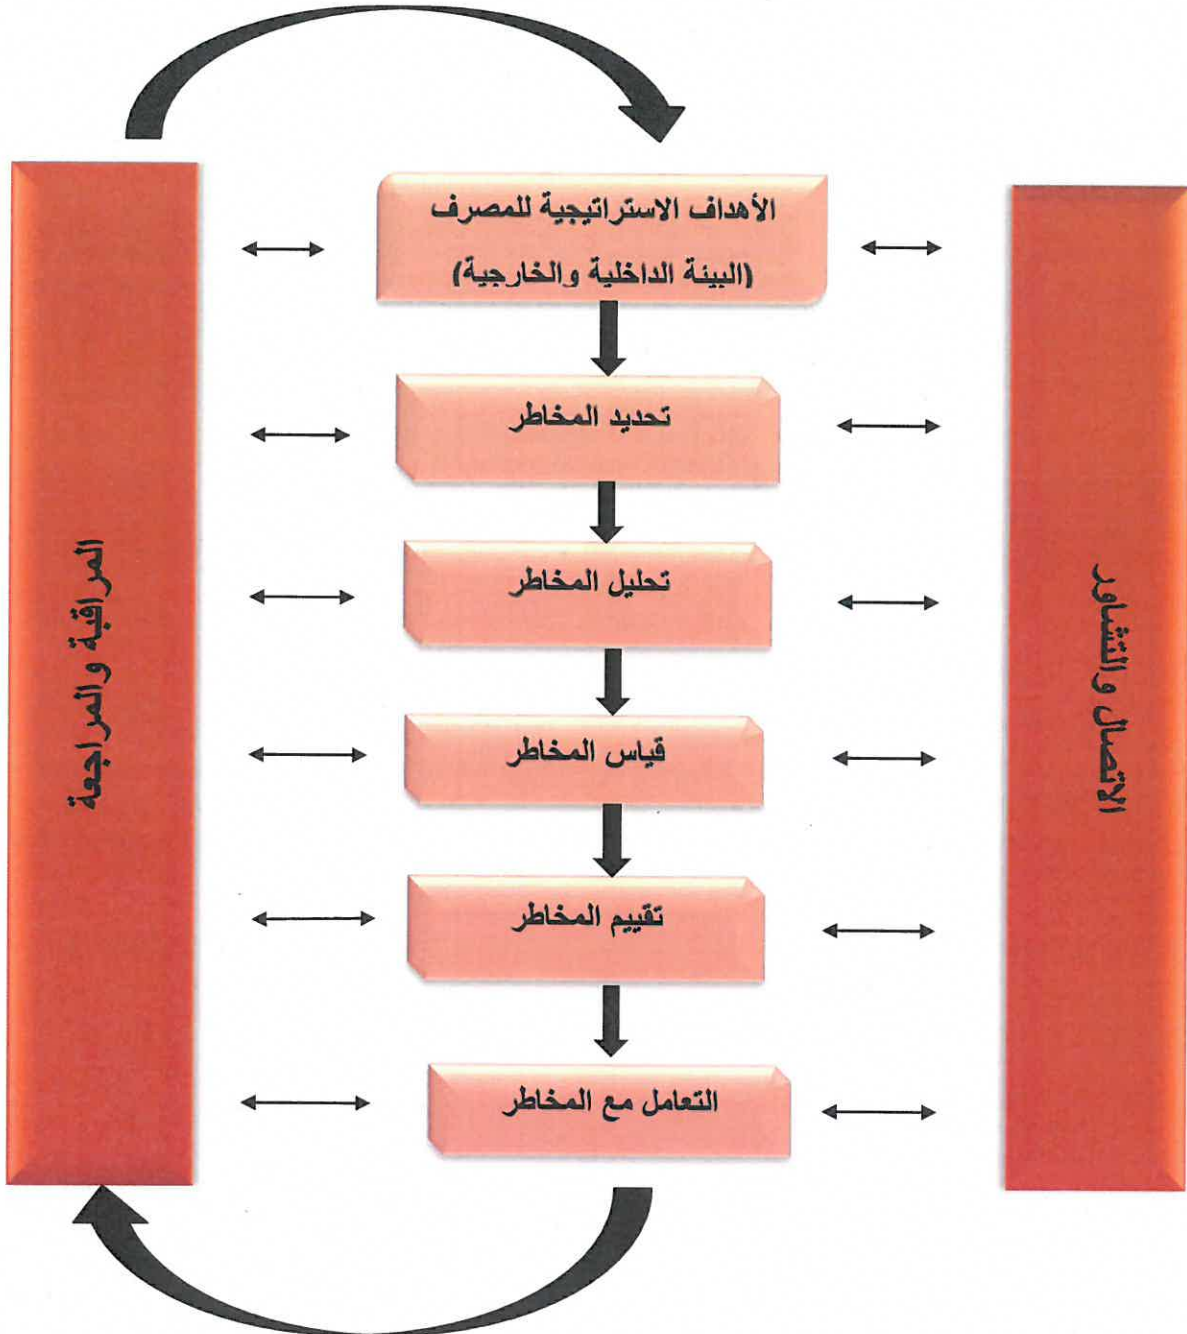 الأهداف الاستراتيجية للمصرف
(البيئة الداخلية والخارجية)
تحديد المخاطر
تحليل المخاطر
قياس المخاطر
تقييم المخاطر
التعامل مع المخاطر
الاتصال والتشاور
المراقبة والمراجعة